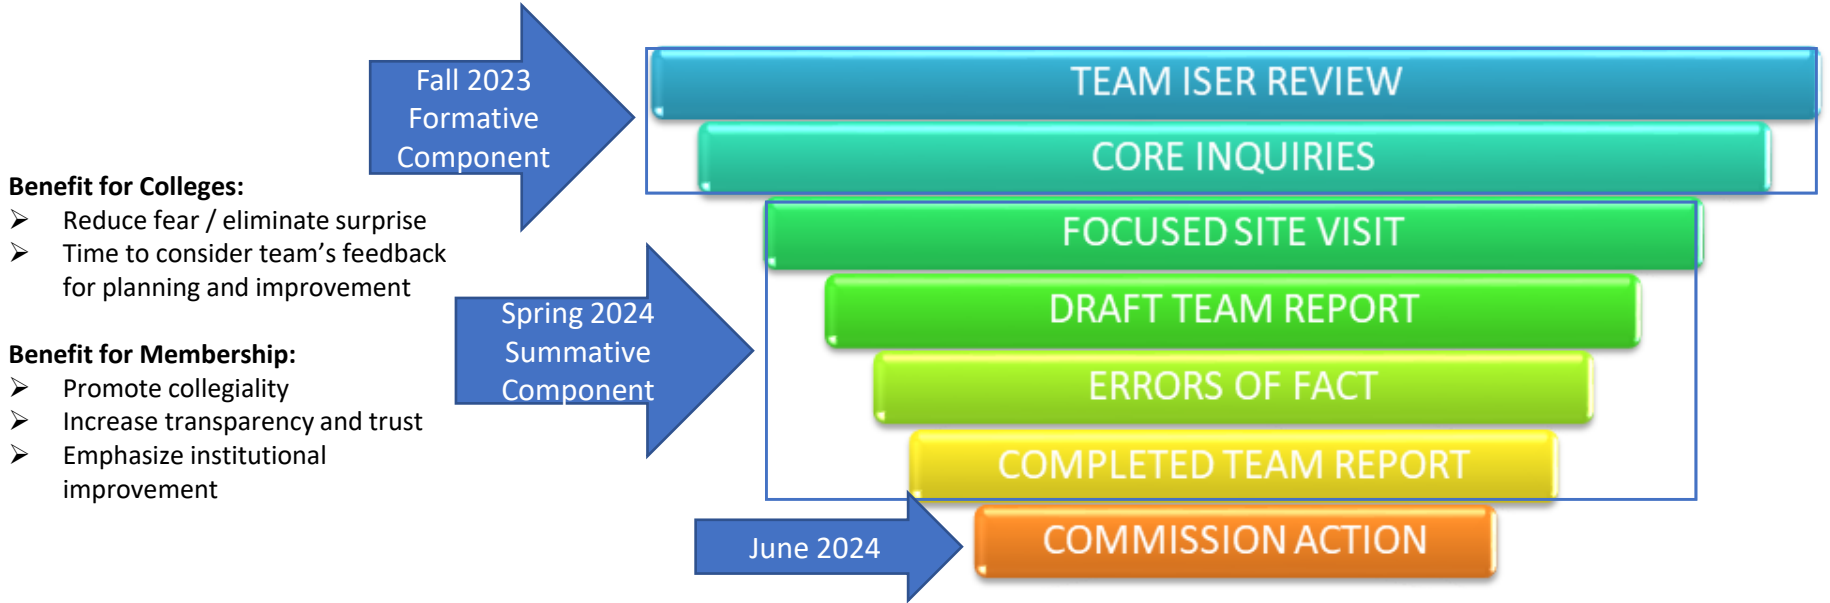 Fall 2023
Formative
Component
TEAM ISER REVIEW
CORE INQUIRIES
Benefit for Colleges:
➢ Reduce fear / eliminate surprise
➢ Time to consider team’s feedback
for planning and improvement
Benefit for Membership:
➢ Promote collegiality
➢ Increase transparency and trust
➢ Emphasize institutional
improvement
Spring 2024
Summative
Component
FOCUSED SITE VISIT
DRAFT TEAM REPORT
ERRORS OF FACT
COMPLETED TEAM REPORT
June 2024
COMMISSION ACTION